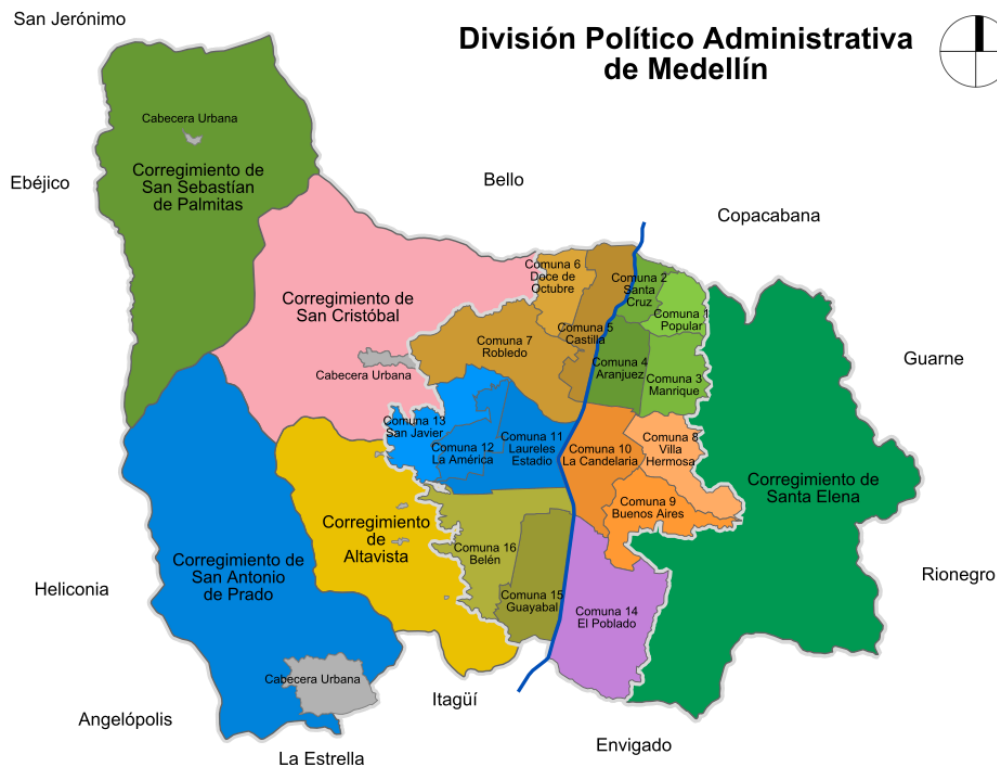 San Jerónimo
División Político Administrativa
de Medellín
Cabecera Urbana
Corregimiento de
San Sebastían
de Palmitas
Ebéjico
Bello
Copacabana
Comuna 6
Doce de
Octubre
Comuna 2
Santa
Cruz
Comuna 1
Popular
Corregimiento de
San Cristóbal
Comuna 5
Castilla
Comuna 7
Robledo
Comuna 4
Aranjuez
Comuna 3
Manrique
Guarne
Cabecera Urbana
Comuna 13
San Javier
Comuna 12
La América
Comuna 11
Laureles
Estadio
Comuna 10
La Candelaria
Comuna 8
Villa
Hermosa
Corregimiento de
Santa Elena
Comuna 9
Buenos Aires
Corregimiento
de
Altavista
Comuna 16
Belén
Corregimiento de
San Antonio
de Prado
Comuna 15
Guayabal
Comuna 14
El Poblado
Heliconia
Rionegro
Cabecera Urbana
Itagüí
Angelópolis
La Estrella
Envigado